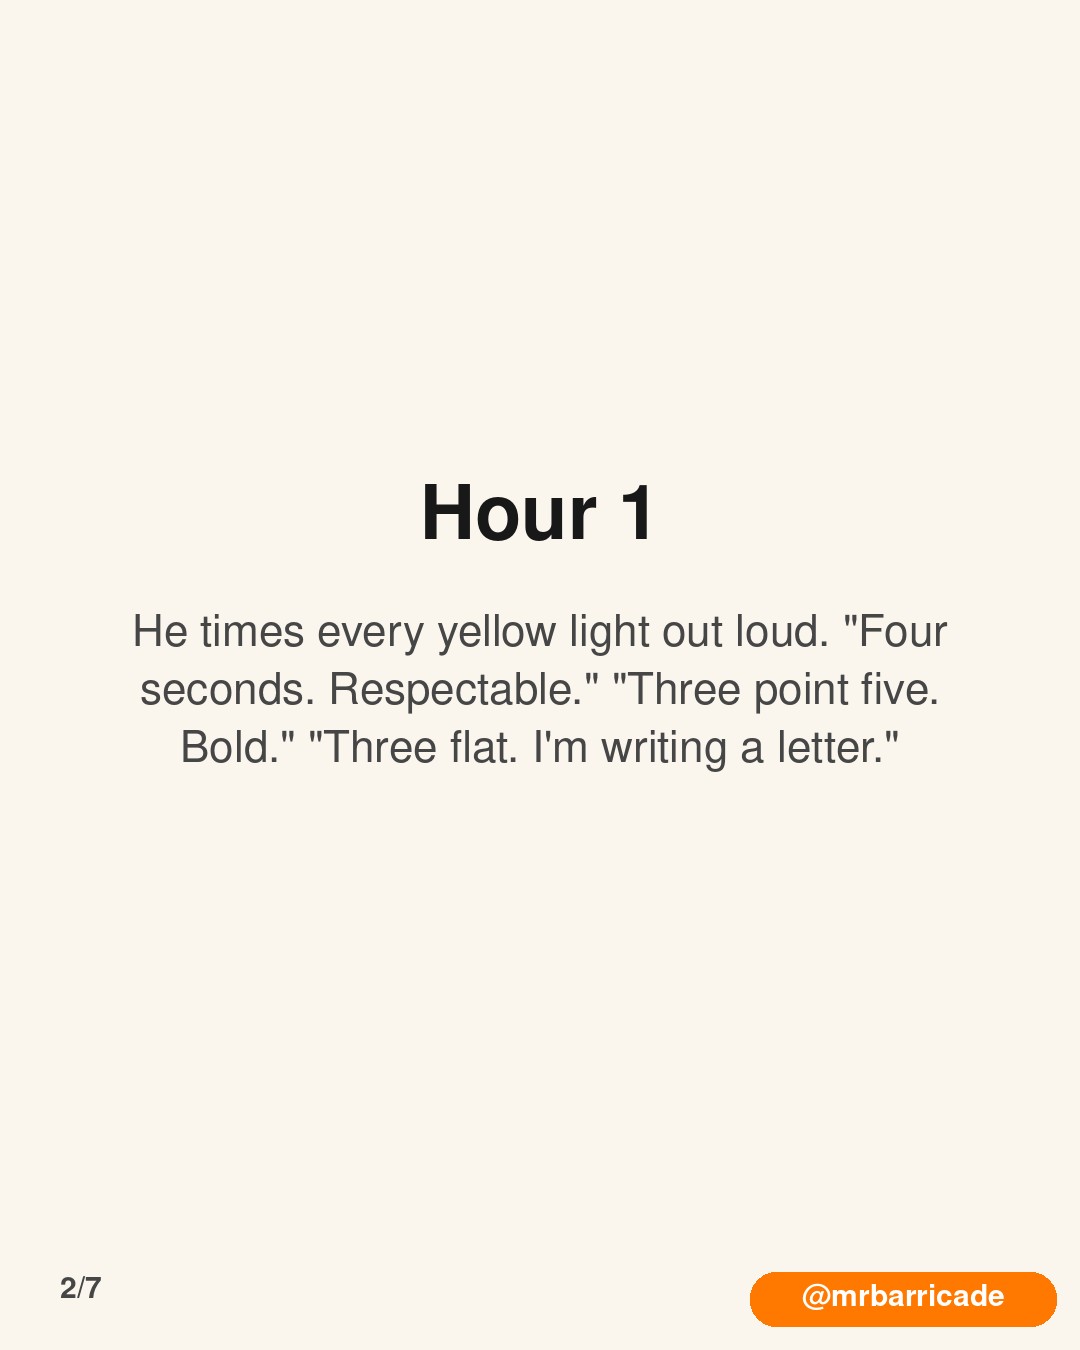 Hour 1
He times every yellow light out loud. "Four
seconds. Respectable." "Three point five.
Bold." "Three flat. I'm writing a letter."
2/7
@mrbarricade